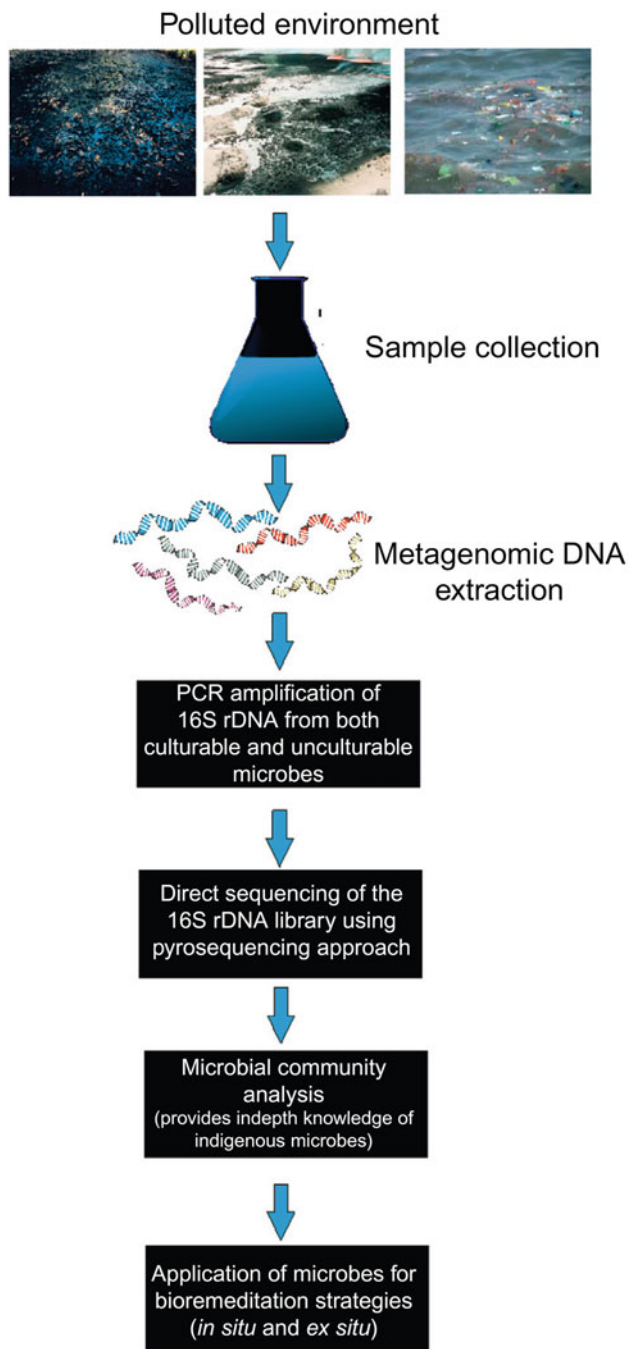 Polluted environment
Sample collection
Metagenomic DNA
extraction
PCR amplification of
16S rDNA from both
culturable and unculturable
microbes
Direct sequencing of the
16S rDNA library using
pyrosequencing approach
Microbial community
analysis
(provides indepth knowledge of
indigenous microbes)
Application of microbes for
bioremeditation strategies
(in situ and ex situ)